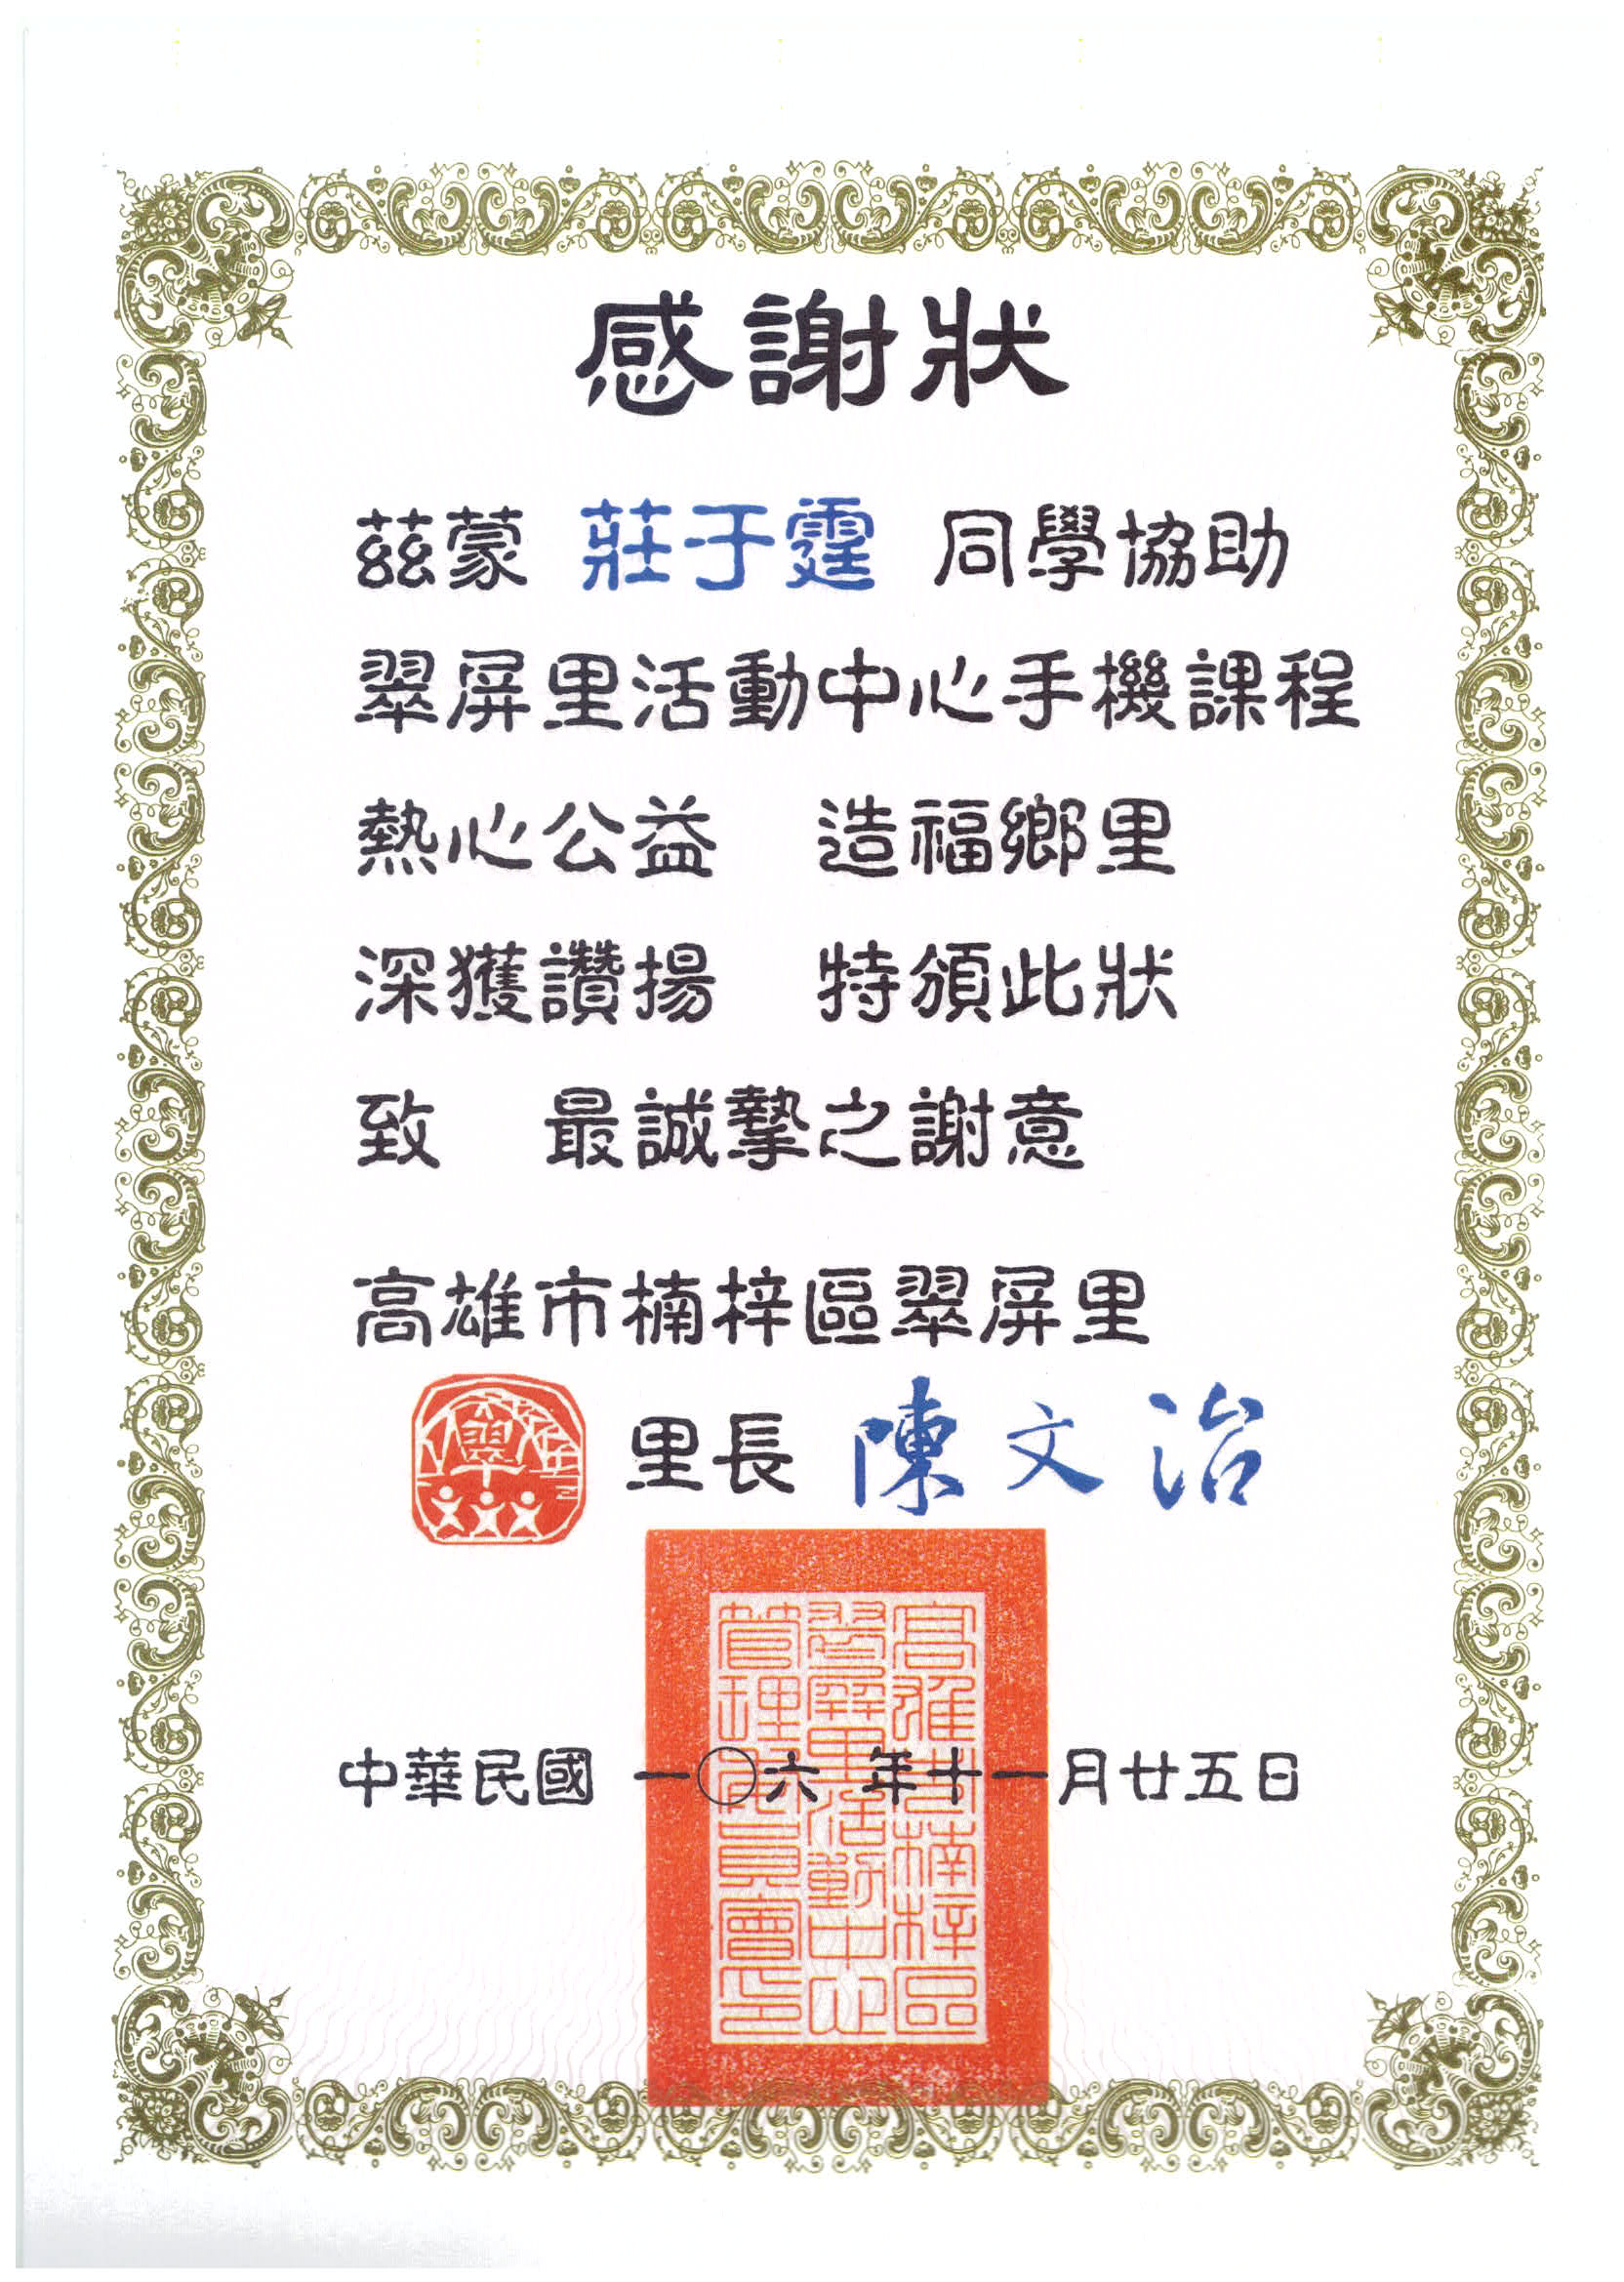 感謝狀
茲蒙 莊于霆 同學協助
翠屏里活動中心手機課程
熱心公益 造福鄉里
深獲讚揚 特頒此狀
致 最誠摯之謝意
高雄市楠梓區翠屏里
翠
里長 陳文治
高雄市楠梓區
翠屏里活動中心
管理委員會印
中華民國 一〇六 年十一月廿五日